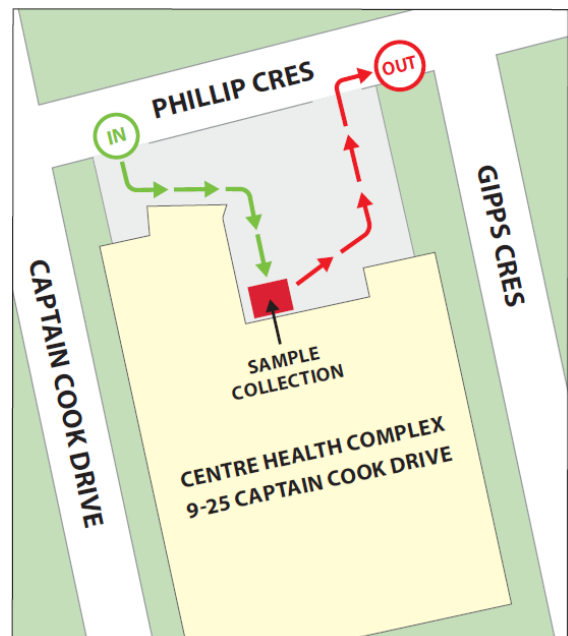 PHILLIP CRES
OUT
IN
GIPPS CRES
CAPTAIN COOK DRIVE
SAMPLE
COLLECTION
CENTRE HEALTH COMPLEX
9-25 CAPTAIN COOK DRIVE